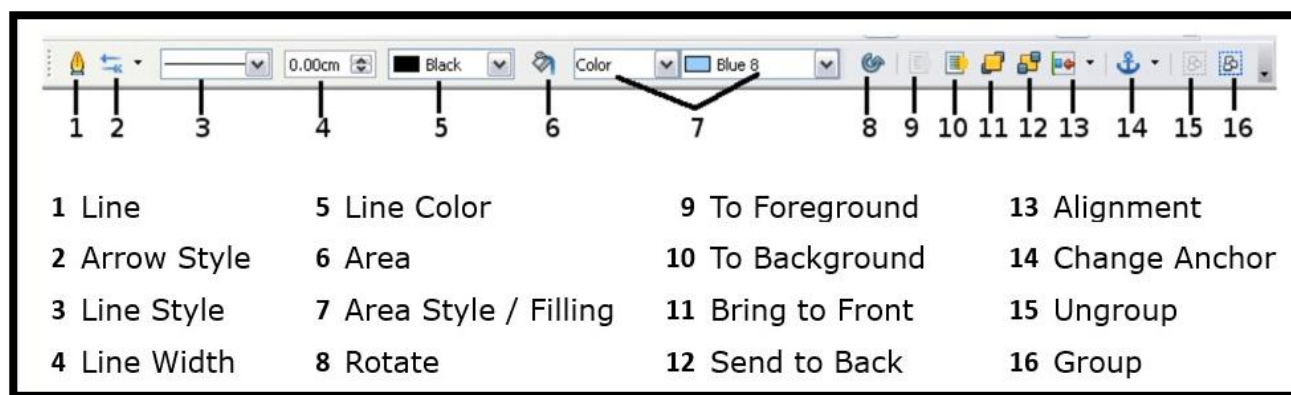 0.00cm Black Color Blue 8
1 2 3 4 5 6 7 8 9 10 11 12 13 14 15 16
1 Line 5 Line Color 9 To Foreground 13 Alignment
2 Arrow Style 6 Area 10 To Background 14 Change Anchor
3 Line Style 7 Area Style / Filling 11 Bring to Front 15 Ungroup
4 Line Width 8 Rotate 12 Send to Back 16 Group